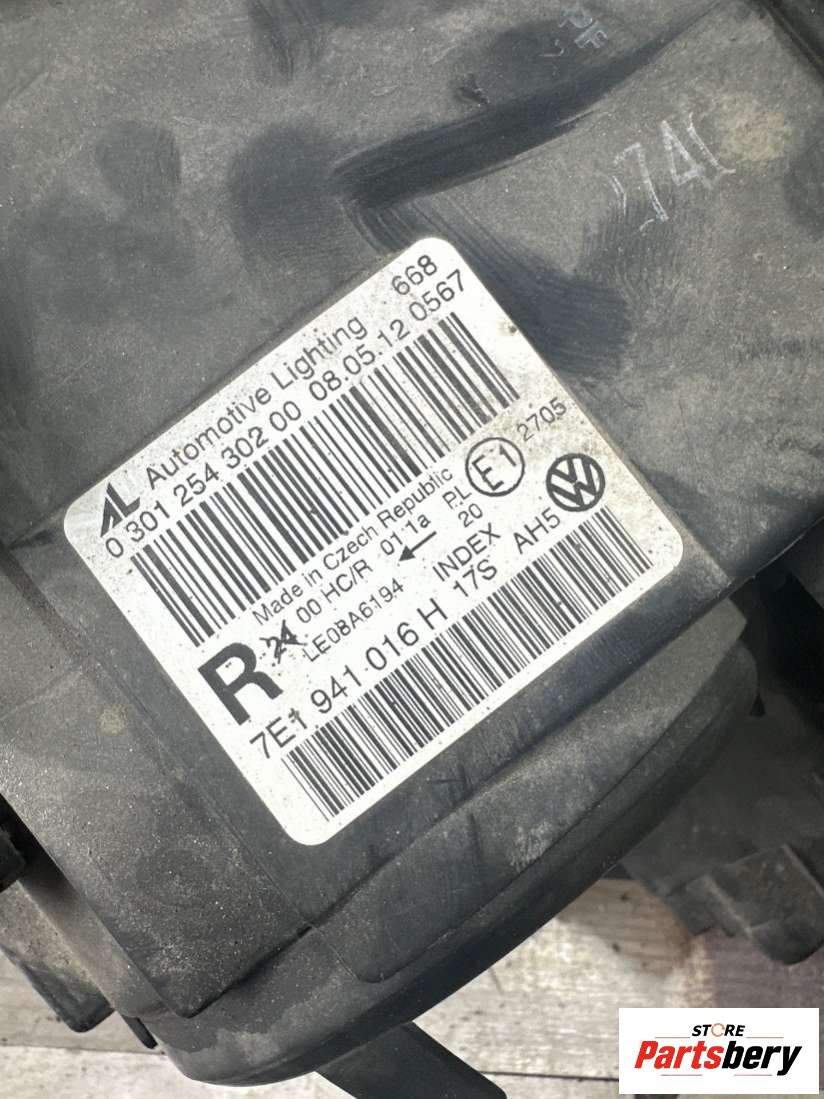 AL Automotive Lighting 668
0 301 254 302 00 08.05.12 0567
Made in Czech Republic
00 HC/R 01 1a PL E1 2705
LE08A6194 20
INDEX
R
7E1 941 016 H 17S AH5 VW
STORE
Partsbery